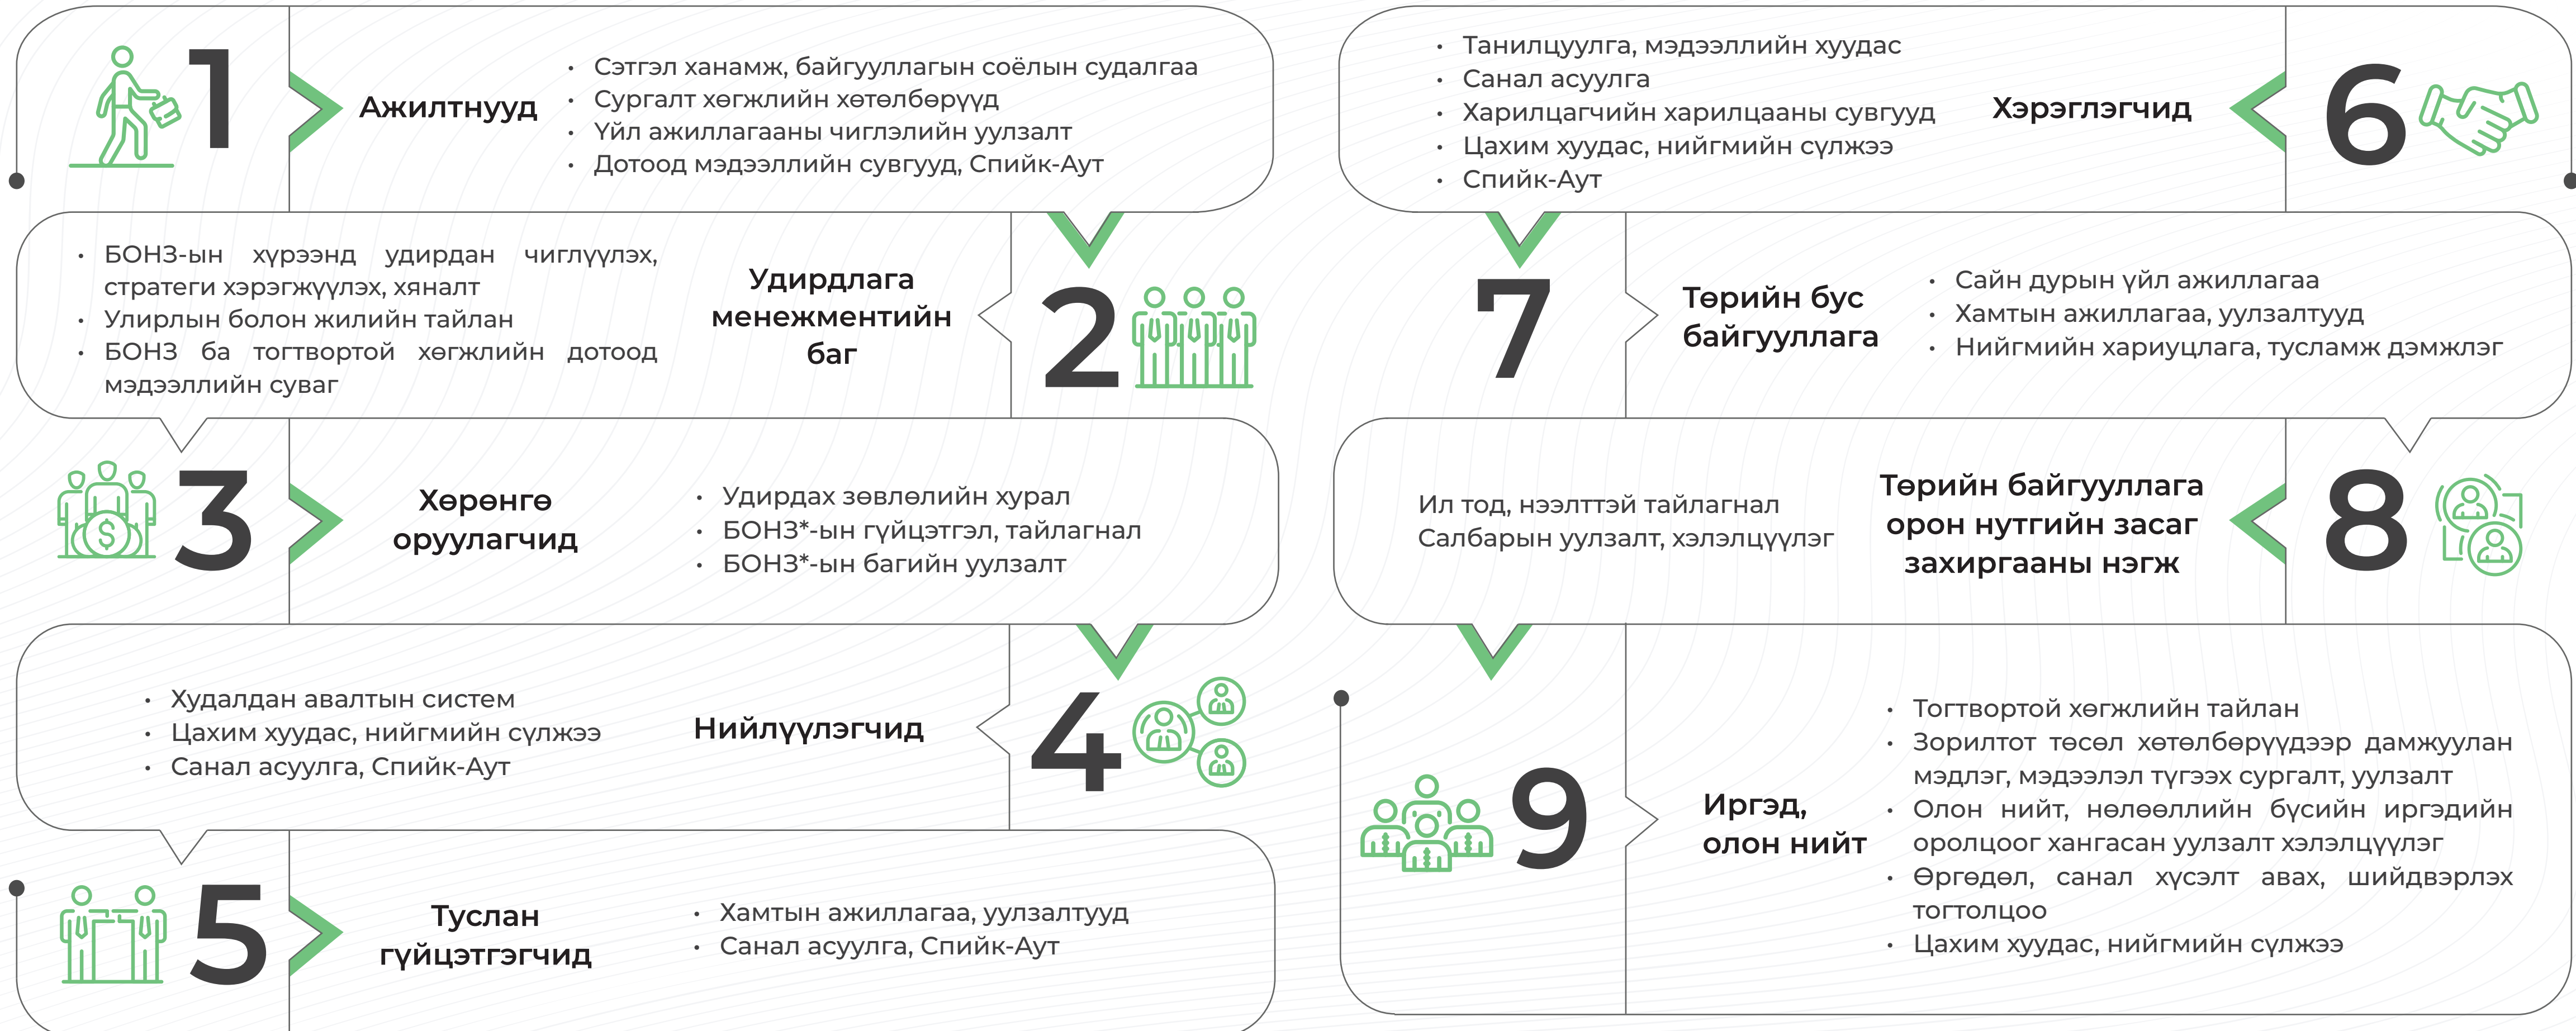 1
Ажилтнууд
• Сэтгэл ханамж, байгууллагын соёлын судалгаа
• Сургалт хөгжлийн хөтөлбөрүүд
• Үйл ажиллагааны чиглэлийн уулзалт
• Дотоод мэдээллийн сувгууд, Спийк-Аут
• БОНЗ-ын хүрээнд удирдан чиглүүлэх,
стратеги хэрэгжүүлэх, хяналт
• Улирлын болон жилийн тайлан
• БОНЗ ба тогтвортой хөгжлийн дотоод
мэдээллийн суваг
Удирдлага
менежментийн
баг
2
3
Хөрөнгө
оруулагчид
• Удирдах зөвлөлийн хурал
• БОНЗ*-ын гүйцэтгэл, тайлагнал
• БОНЗ*-ын багийн уулзалт
• Худалдан авалтын систем
• Цахим хуудас, нийгмийн сүлжээ
• Санал асуулга, Спийк-Аут
Нийлүүлэгчид
4
5
Туслан
гүйцэтгэгчид
• Хамтын ажиллагаа, уулзалтууд
• Санал асуулга, Спийк-Аут
• Танилцуулга, мэдээллийн хуудас
• Санал асуулга
• Харилцагчийн харилцааны сувгууд
• Цахим хуудас, нийгмийн сүлжээ
• Спийк-Аут
Хэрэглэгчид
6
7
Төрийн бус
байгууллага
• Сайн дурын үйл ажиллагаа
• Хамтын ажиллагаа, уулзалтууд
• Нийгмийн хариуцлага, тусламж дэмжлэг
Ил тод, нээлттэй тайлагнал
Салбарын уулзалт, хэлэлцүүлэг
Төрийн байгууллага
орон нутгийн засаг
захиргааны нэгж
8
9
Иргэд,
олон нийт
• Тогтвортой хөгжлийн тайлан
• Зорилтот төсөл хөтөлбөрүүдээр дамжуулан
мэдлэг, мэдээлэл түгээх сургалт, уулзалт
• Олон нийт, нөлөөллийн бүсийн иргэдийн
оролцоог хангасан уулзалт хэлэлцүүлэг
• Өргөдөл, санал хүсэлт авах, шийдвэрлэх
тогтолцоо
• Цахим хуудас, нийгмийн сүлжээ